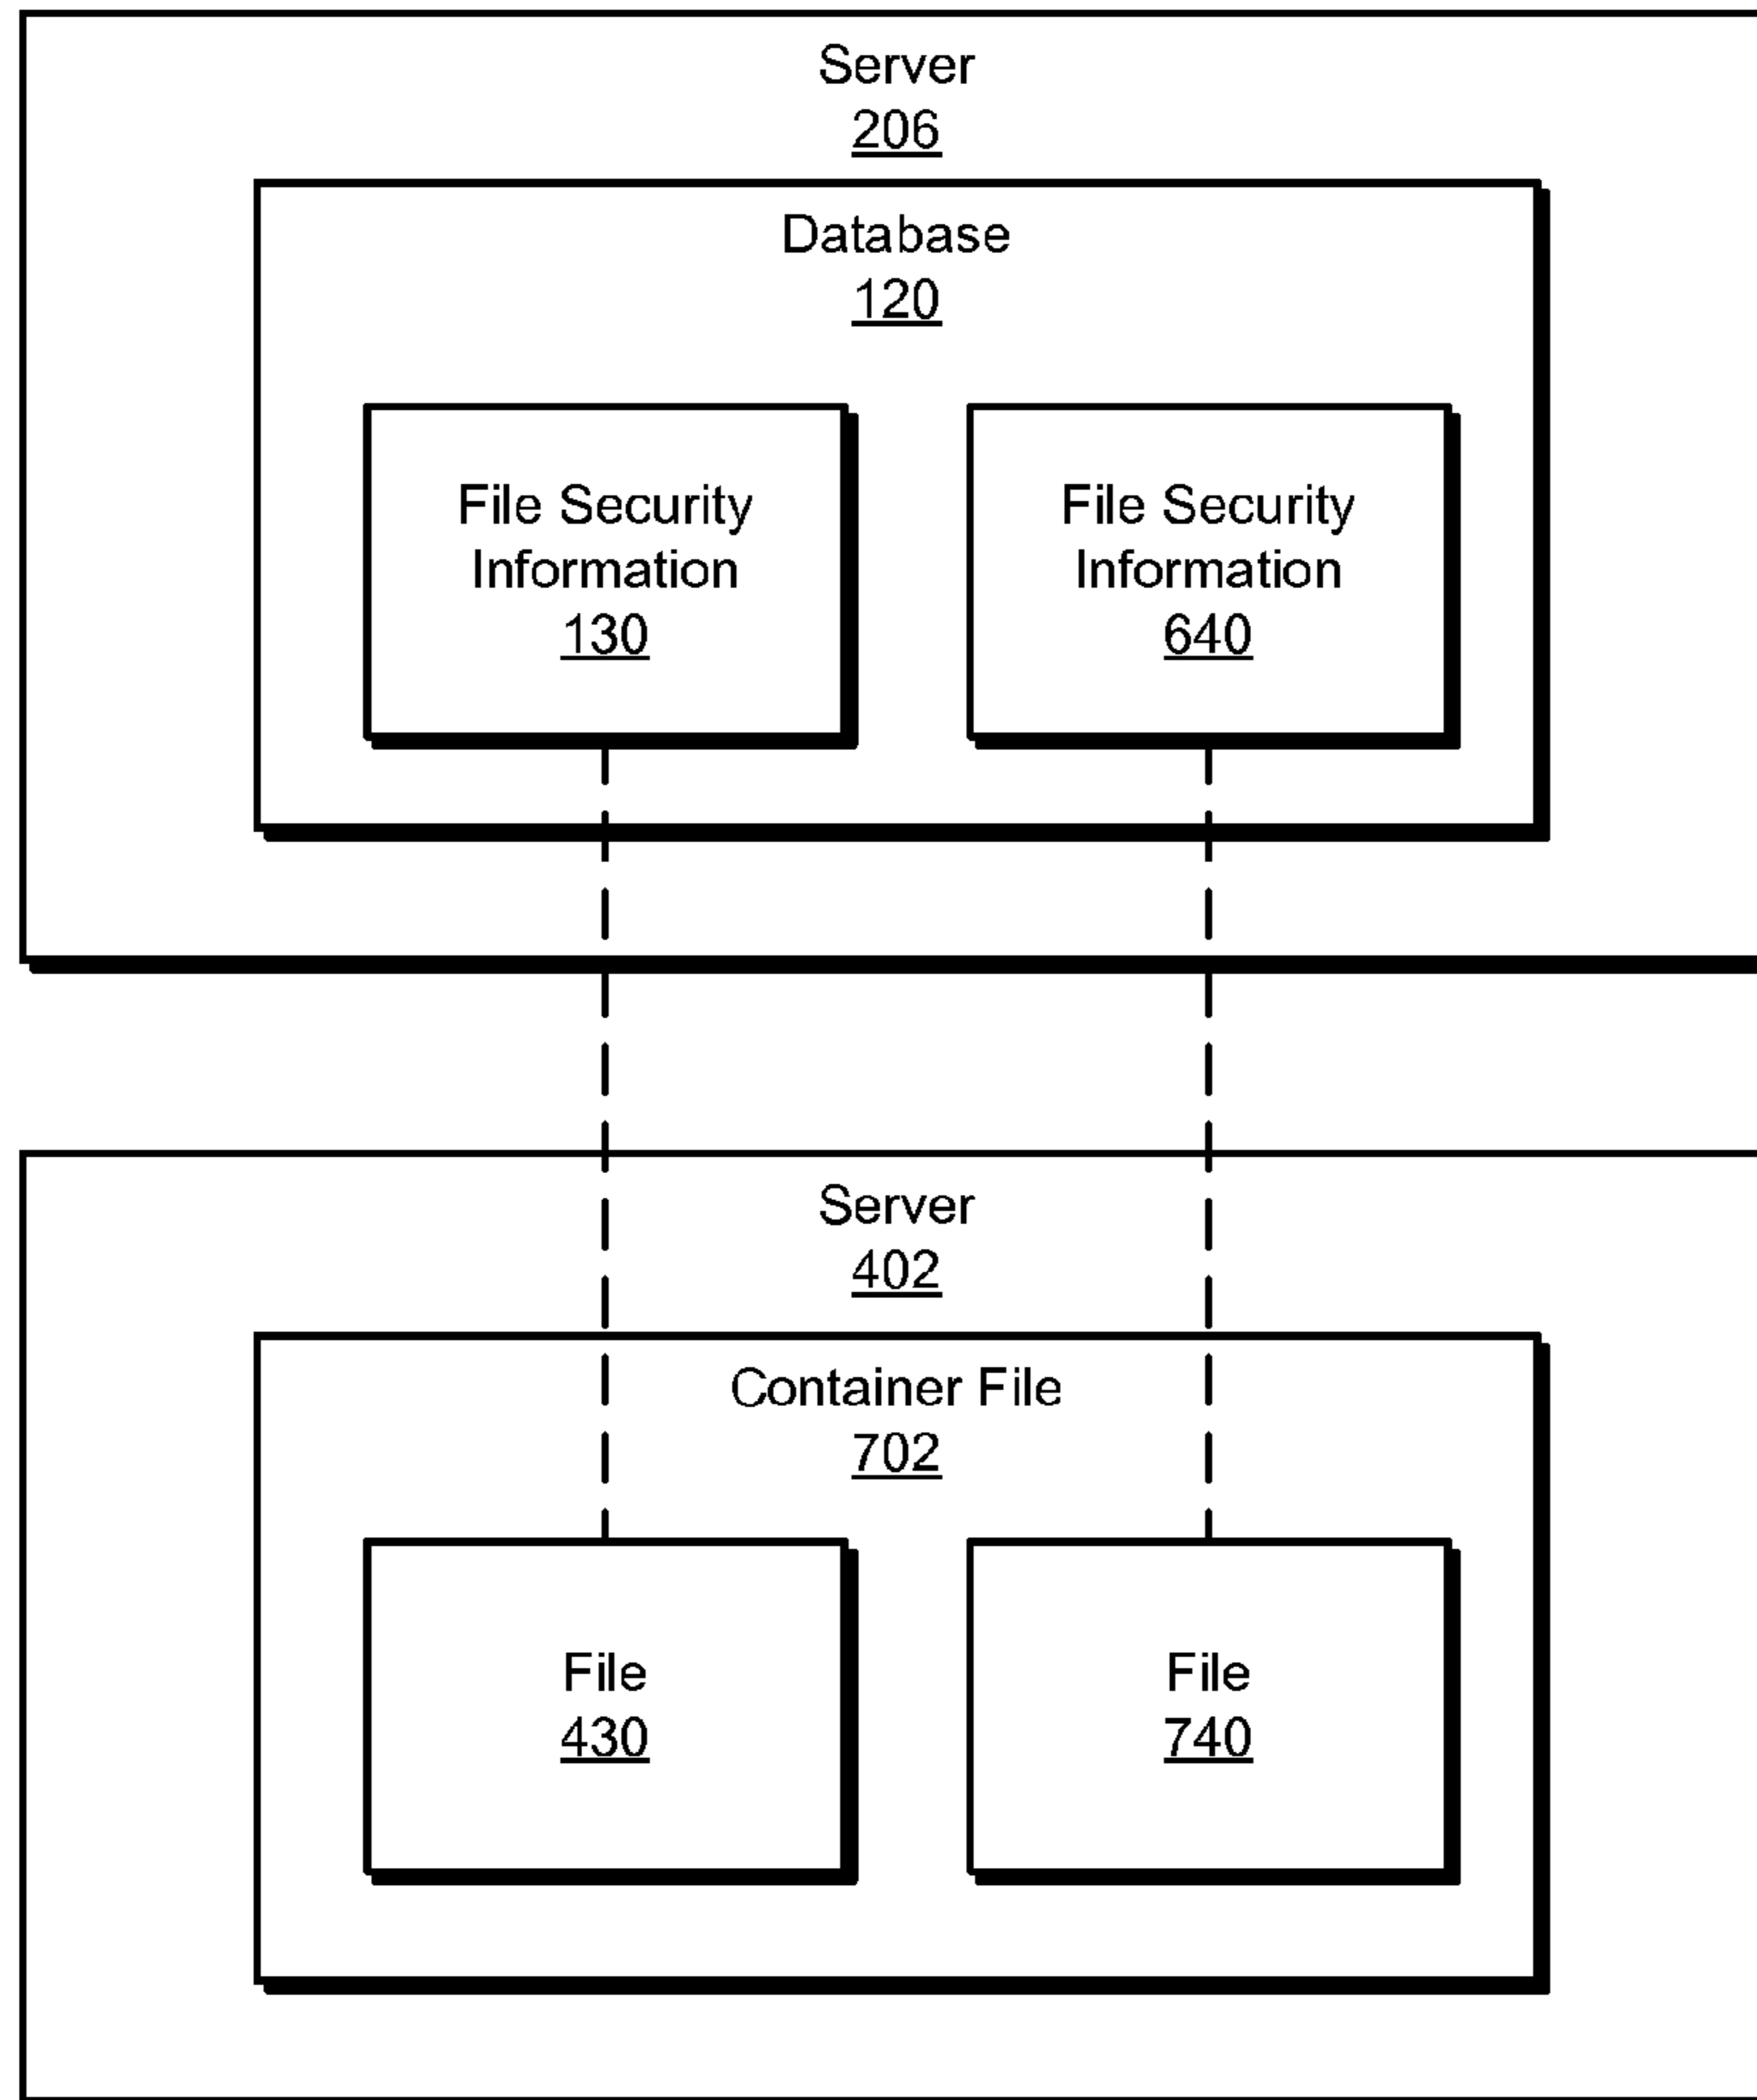 Server
206
Database
120
File Security
Information
130
File Security
Information
640
Server
402
Container File
702
File
430
File
740